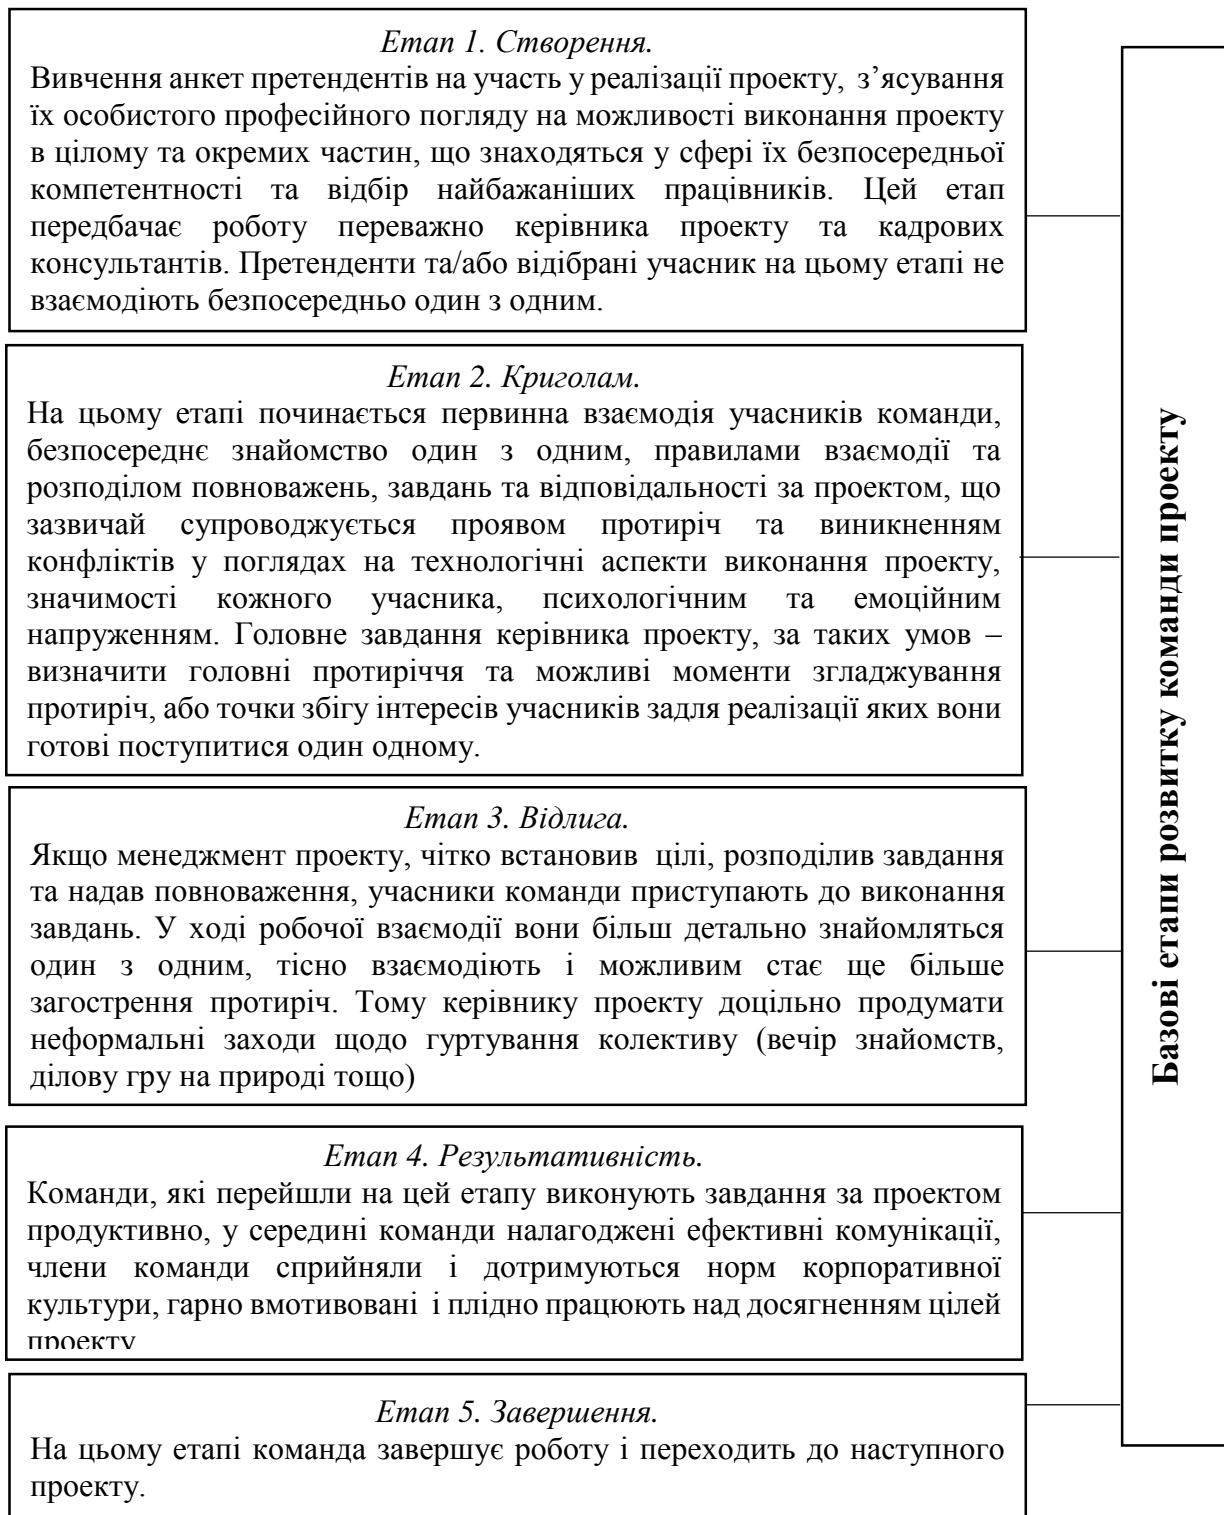 Етап 1. Створення.
Вивчення анкет претендентів на участь у реалізації проекту, з’ясування
їх особистого професійного погляду на можливості виконання проекту
в цілому та окремих частин, що знаходяться у сфері їх безпосередньої
компетентності та відбір найбажаніших працівників. Цей етап
передбачає роботу переважно керівника проекту та кадрових
консультантів. Претенденти та/або відібрані учасник на цьому етапі не
взаємодіють безпосередньо один з одним.
Етап 2. Криголам.
На цьому етапі починається первинна взаємодія учасників команди,
безпосереднє знайомство один з одним, правилами взаємодії та
розподілом повноважень, завдань та відповідальності за проектом, що
зазвичай супроводжується проявом протиріч та виникненням
конфліктів у поглядах на технологічні аспекти виконання проекту,
значимості кожного учасника, психологічним та емоційним
напруженням. Головне завдання керівника проекту, за таких умов –
визначити головні протиріччя та можливі моменти згладжування
протиріч, або точки збігу інтересів учасників задля реалізації яких вони
готові поступитися один одному.
Етап 3. Відлига.
Якщо менеджмент проекту, чітко встановив цілі, розподілив завдання
та надав повноваження, учасники команди приступають до виконання
завдань. У ході робочої взаємодії вони більш детально знайомляться
один з одним, тісно взаємодіють і можливим стає ще більше
загострення протиріч. Тому керівнику проекту доцільно продумати
неформальні заходи щодо гуртування колективу (вечір знайомств,
ділову гру на природі тощо)
Етап 4. Результативність.
Команди, які перейшли на цей етапу виконують завдання за проектом
продуктивно, у середині команди налагоджені ефективні комунікації,
члени команди сприйняли і дотримуються норм корпоративної
культури, гарно вмотивовані і плідно працюють над досягненням цілей
проекту
Етап 5. Завершення.
На цьому етапі команда завершує роботу і переходить до наступного
проекту.
Базові етапи розвитку команди проекту